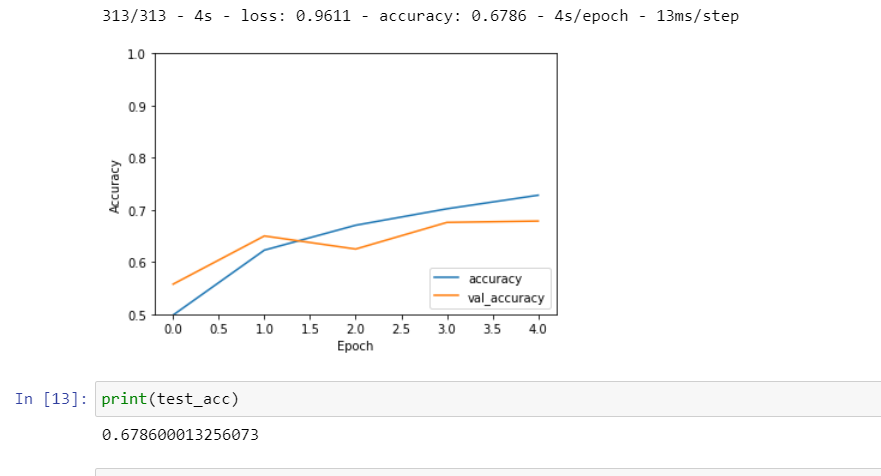 313/313 - 4s - loss: 0.9611 - accuracy: 0.6786 - 4s/epoch - 13ms/step
1.0
0.9
0.8
0.7
0.6
0.5
Accuracy
accuracy
val_accuracy
0.0 0.5 1.0 1.5 2.0 2.5 3.0 3.5 4.0
Epoch
In [13]: print(test_acc)
0.678600013256073